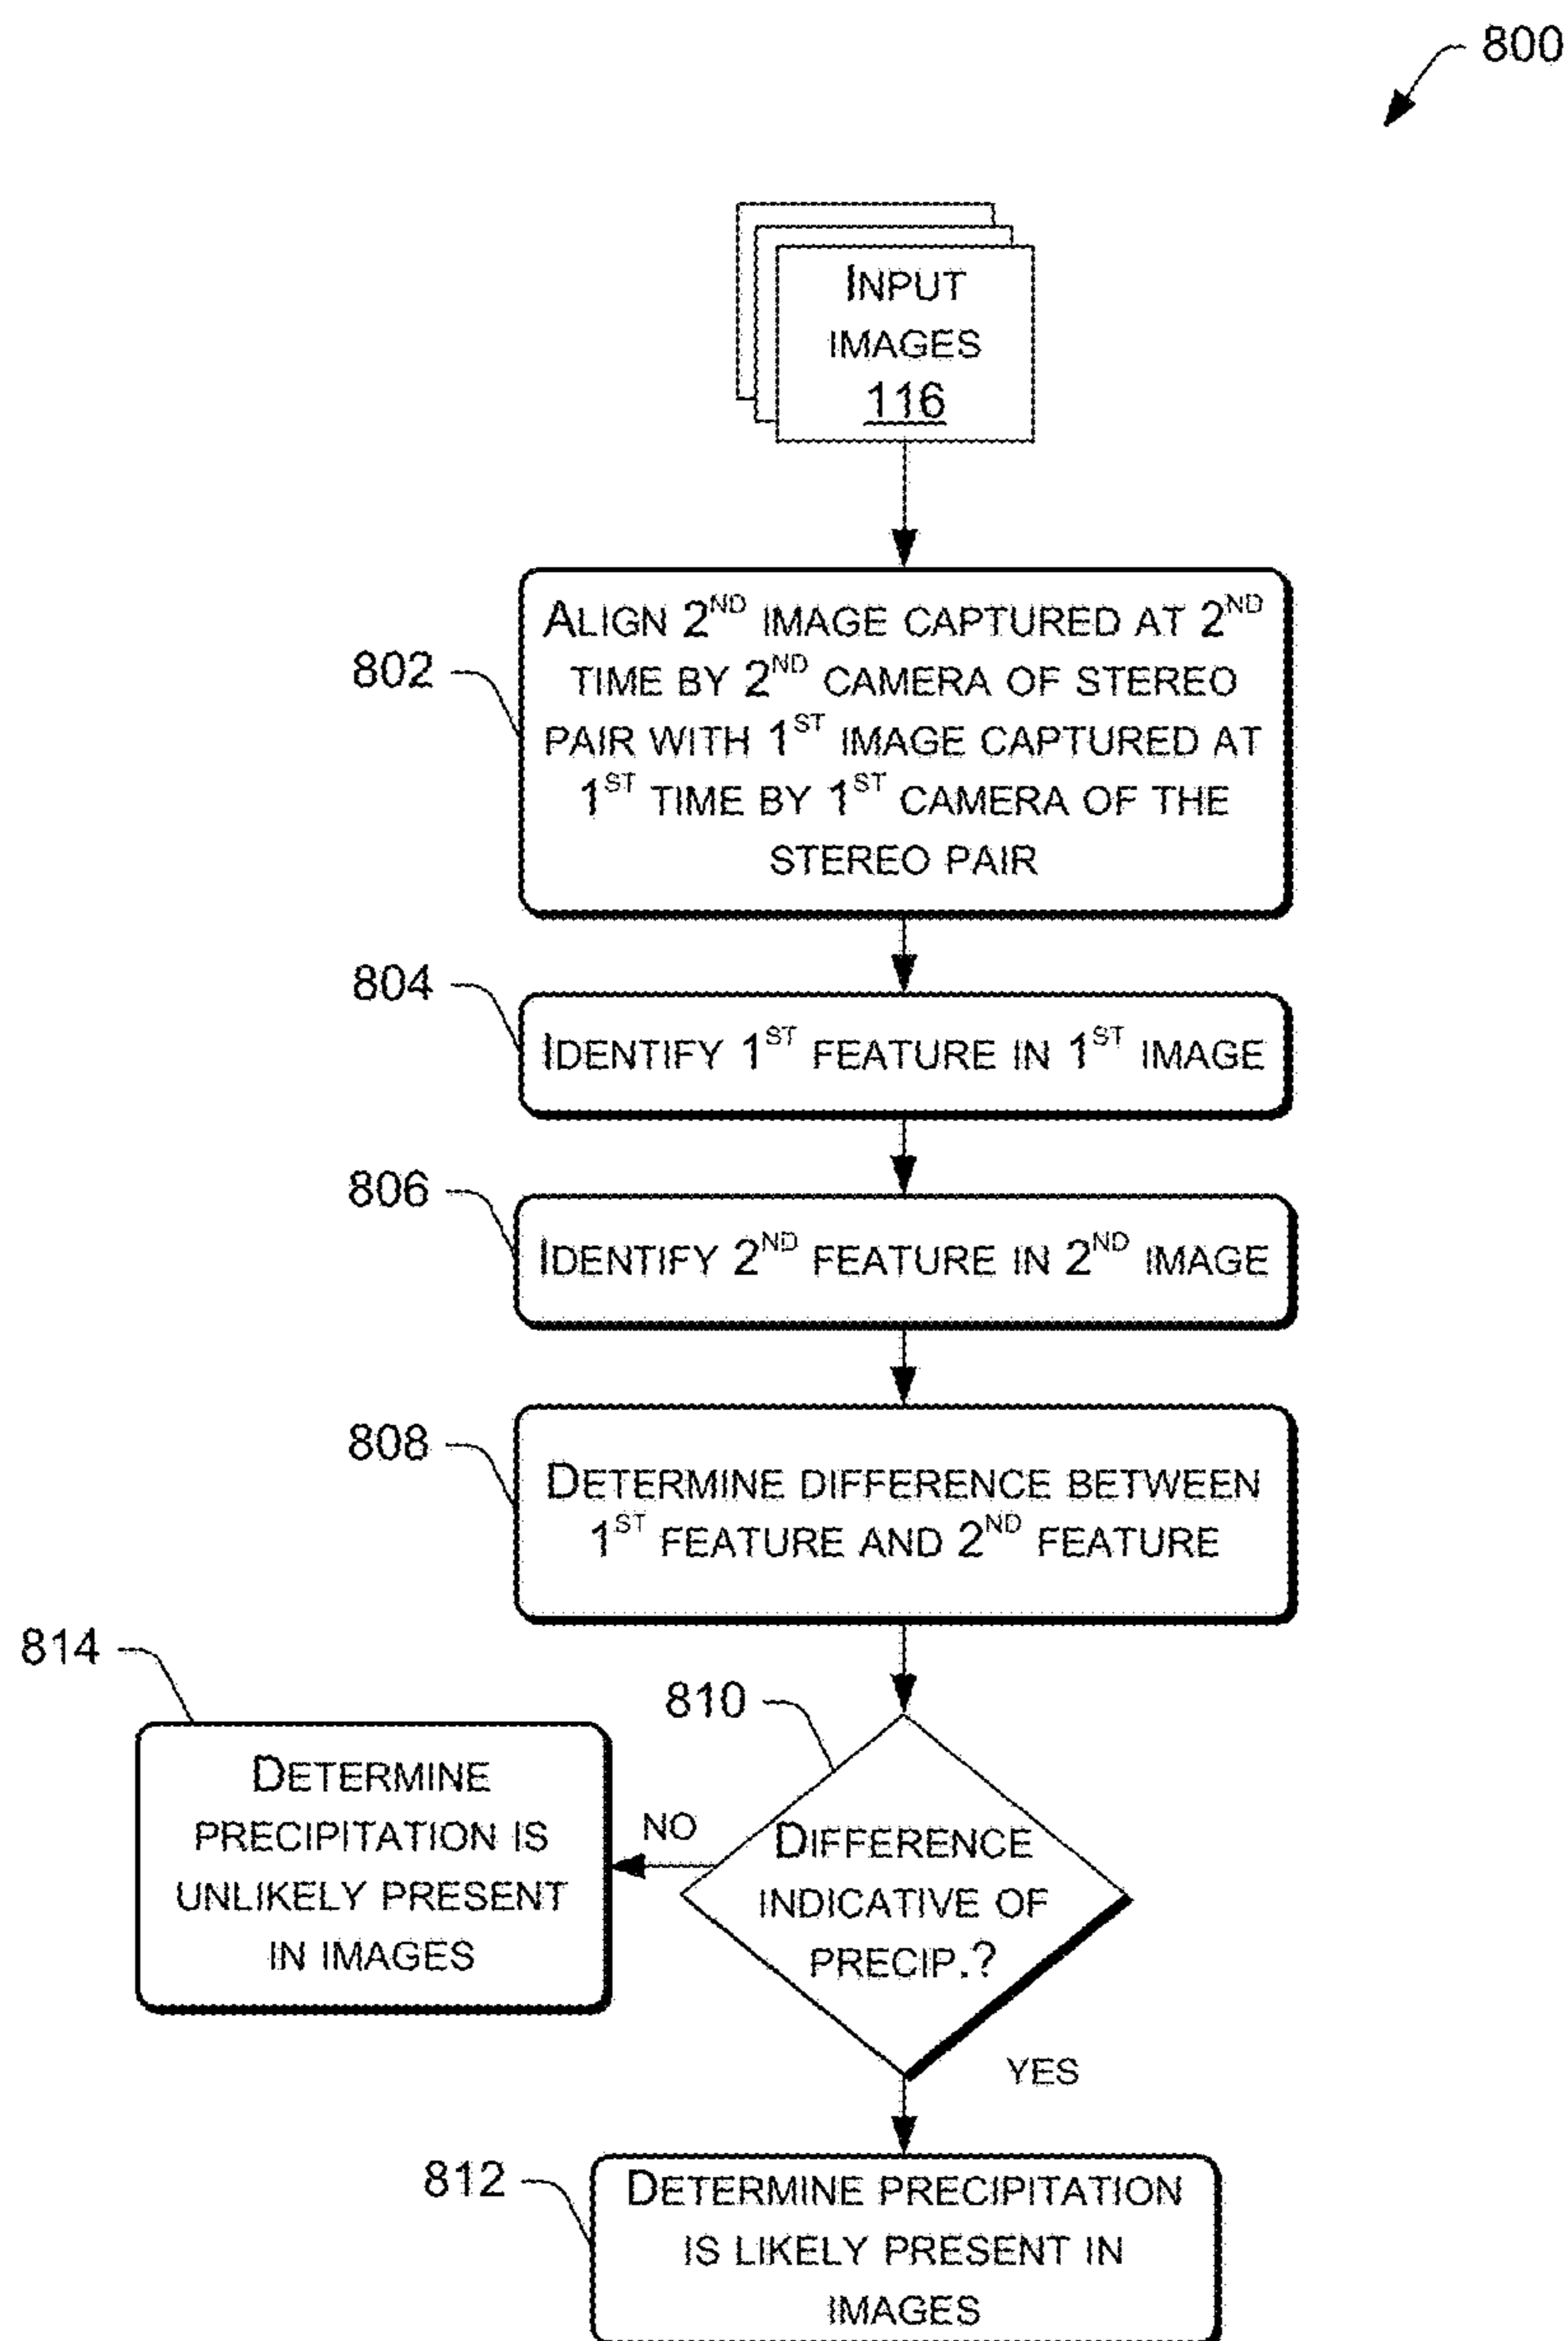 800
INPUT
IMAGES
116
802
ALIGN 2ND IMAGE CAPTURED AT 2ND
TIME BY 2ND CAMERA OF STEREO
PAIR WITH 1ST IMAGE CAPTURED AT
1ST TIME BY 1ST CAMERA OF THE
STEREO PAIR
804
IDENTIFY 1ST FEATURE IN 1ST IMAGE
806
IDENTIFY 2ND FEATURE IN 2ND IMAGE
808
DETERMINE DIFFERENCE BETWEEN
1ST FEATURE AND 2ND FEATURE
814
DETERMINE
PRECIPITATION IS
UNLIKELY PRESENT
IN IMAGES
NO
810
DIFFERENCE
INDICATIVE OF
PRECIP.?
YES
812
DETERMINE PRECIPITATION
IS LIKELY PRESENT IN
IMAGES